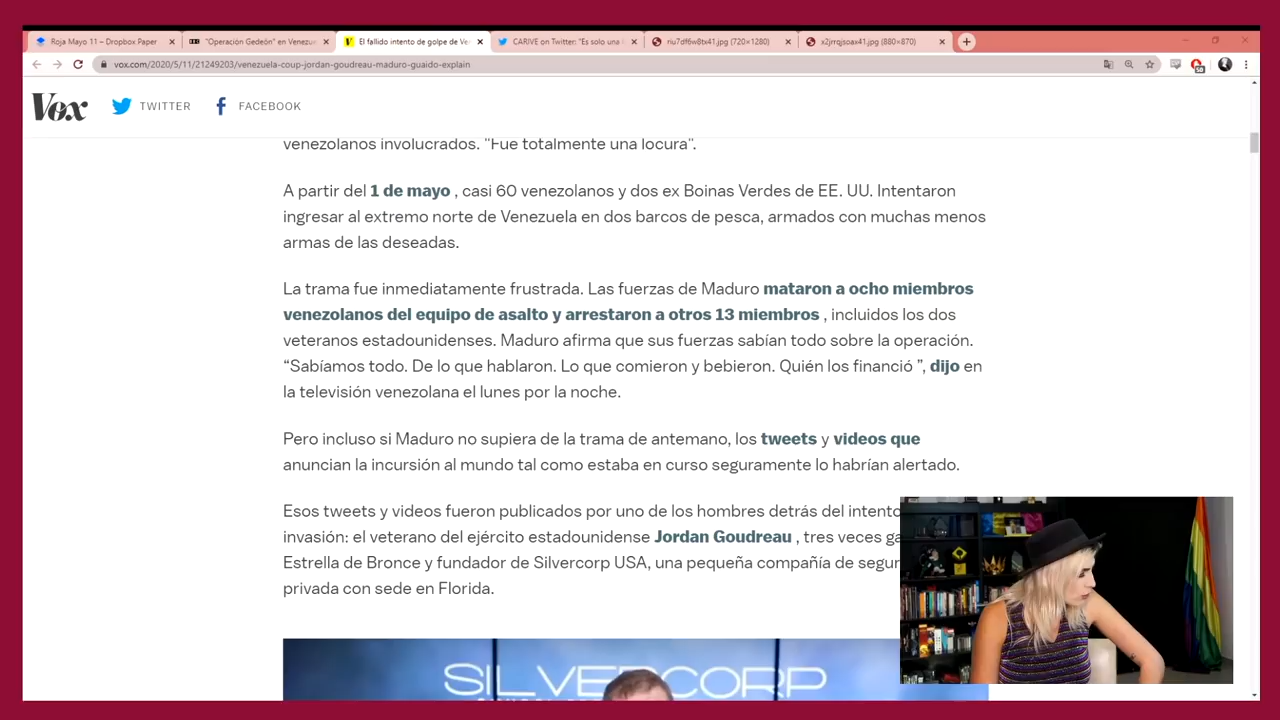 Roja Mayo 11 – Dropbox Paper
"Operación Gedeón" en Venezue
El fallido intento de golpe de Ve
CARIVE on Twitter: "Es solo una
riu7df6w8tx41.jpg (720×1280)
x2jrrqjsoax41.jpg (880×870)
vox.com/2020/5/11/21249203/venezuela-coup-jordan-goudreau-maduro-guaido-explain
Vox
TWITTER
FACEBOOK
venezolanos involucrados. "Fue totalmente una locura".
A partir del 1 de mayo , casi 60 venezolanos y dos ex Boinas Verdes de EE. UU. Intentaron
ingresar al extremo norte de Venezuela en dos barcos de pesca, armados con muchas menos
armas de las deseadas.
La trama fue inmediatamente frustrada. Las fuerzas de Maduro mataron a ocho miembros
venezolanos del equipo de asalto y arrestaron a otros 13 miembros , incluidos los dos
veteranos estadounidenses. Maduro afirma que sus fuerzas sabían todo sobre la operación.
“Sabíamos todo. De lo que hablaron. Lo que comieron y bebieron. Quién los financió ”, dijo en
la televisión venezolana el lunes por la noche.
Pero incluso si Maduro no supiera de la trama de antemano, los tweets y videos que
anuncian la incursión al mundo tal como estaba en curso seguramente lo habrían alertado.
Esos tweets y videos fueron publicados por uno de los hombres detrás del intento
invasión: el veterano del ejército estadounidense Jordan Goudreau , tres veces ga
Estrella de Bronce y fundador de Silvercorp USA, una pequeña compañía de segur
privada con sede en Florida.
SILVERCORP